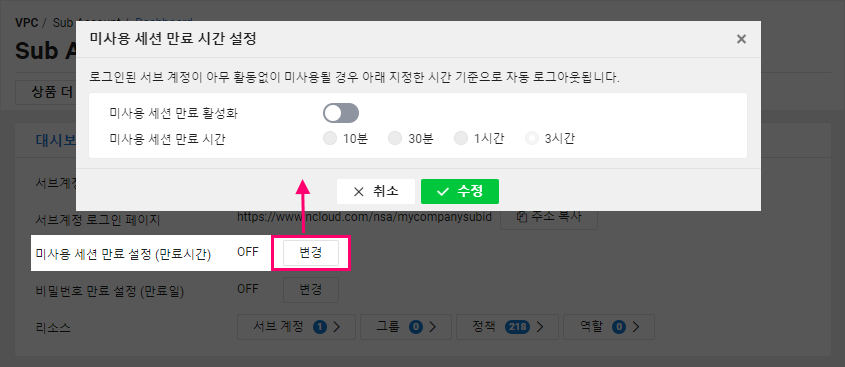 VPC / Sub Account / Dashboard
Sub A
미사용 세션 만료 시간 설정
로그인된 서브 계정이 아무 활동없이 미사용될 경우 아래 지정한 시간 기준으로 자동 로그아웃됩니다.
상품 더
미사용 세션 만료 활성화
미사용 세션 만료 시간 10분 30분 1시간 3시간
대시보
서브계정
취소 수정
서브계정 로그인 페이지 https://www.ncloud.com/nsa/mycompanysubid 주소 복사
미사용 세션 만료 설정 (만료시간) OFF 변경
비밀번호 만료 설정 (만료일) OFF 변경
리소스 서브 계정 1 그룹 0 정책 218 역할 0